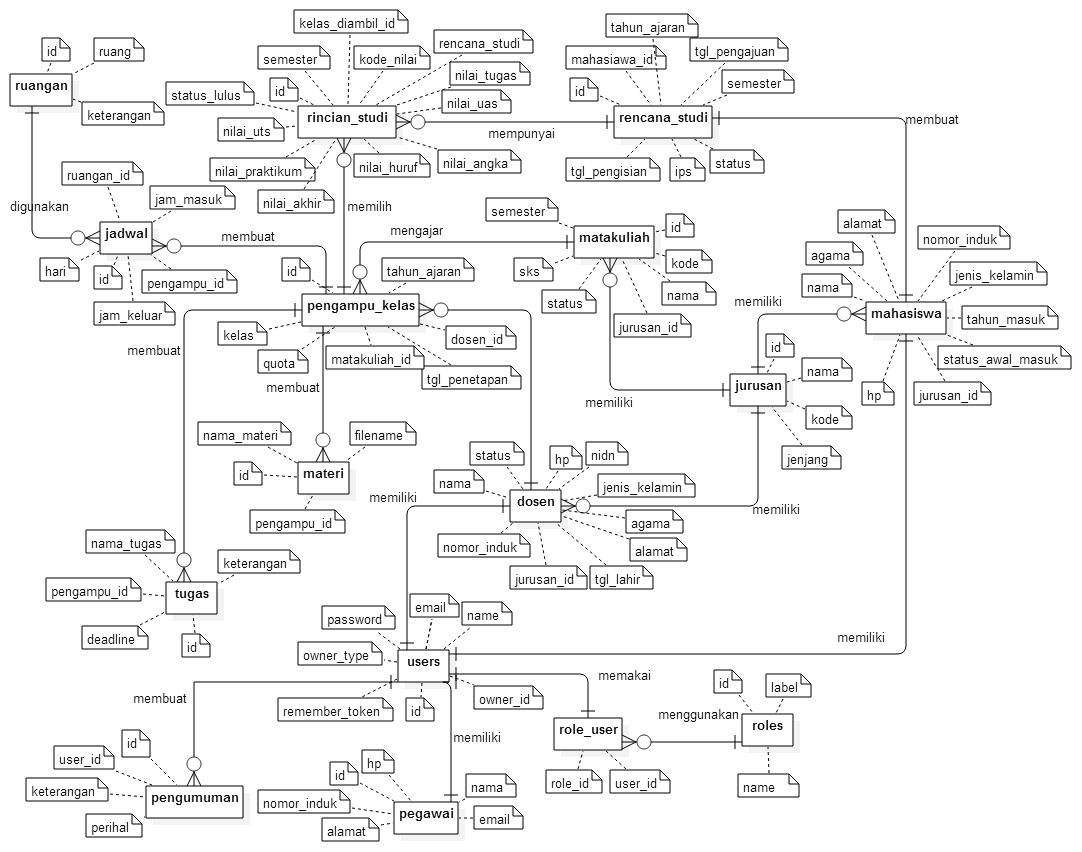 kelas_diambil_id
tahun_ajaran
id
ruang
semester
kode_nilai
rencana_studi
mahasiawa_id
tgl_pengajuan
ruangan
status_lulus
id
nilai_tugas
id
semester
keterangan
nilai_uas
rincian_studi
rencana_studi
membuat
nilai_uts
mempunyai
nilai_praktikum
nilai_huruf
nilai_angka
tgl_pengisian
ips
status
ruangan_id
jam_masuk
nilai_akhir
memilih
digunakan
jadwal
membuat
mengajar
semester
matakuliah
id
alamat
nomor_induk
agama
hari
id
pengampu_id
id
tahun_ajaran
sks
kode
jenis_kelamin
nama
jam_keluar
pengampu_kelas
status
nama
memiliki
mahasiswa
tahun_masuk
kelas
dosen_id
jurusan_id
membuat
quota
matakuliah_id
id
status_awal_masuk
tgl_penetapan
nama
membuat
jurusan
hp
jurusan_id
memiliki
kode
nama_materi
filename
jenjang
id
materi
status
hp
nidn
nama
jenis_kelamin
memiliki
dosen
memiliki
pengampu_id
agama
nama_tugas
nomor_induk
alamat
keterangan
jurusan_id
tgl_lahir
pengampu_id
tugas
deadline
id
password
email
name
memiliki
owner_type
users
memakai
membuat
remember_token
id
owner_id
id
label
menggunakan
roles
role_user
memiliki
id
user_id
hp
id
role_id
user_id
name
keterangan
pengumuman
nomor_induk
nama
perihal
alamat
pegawai
email